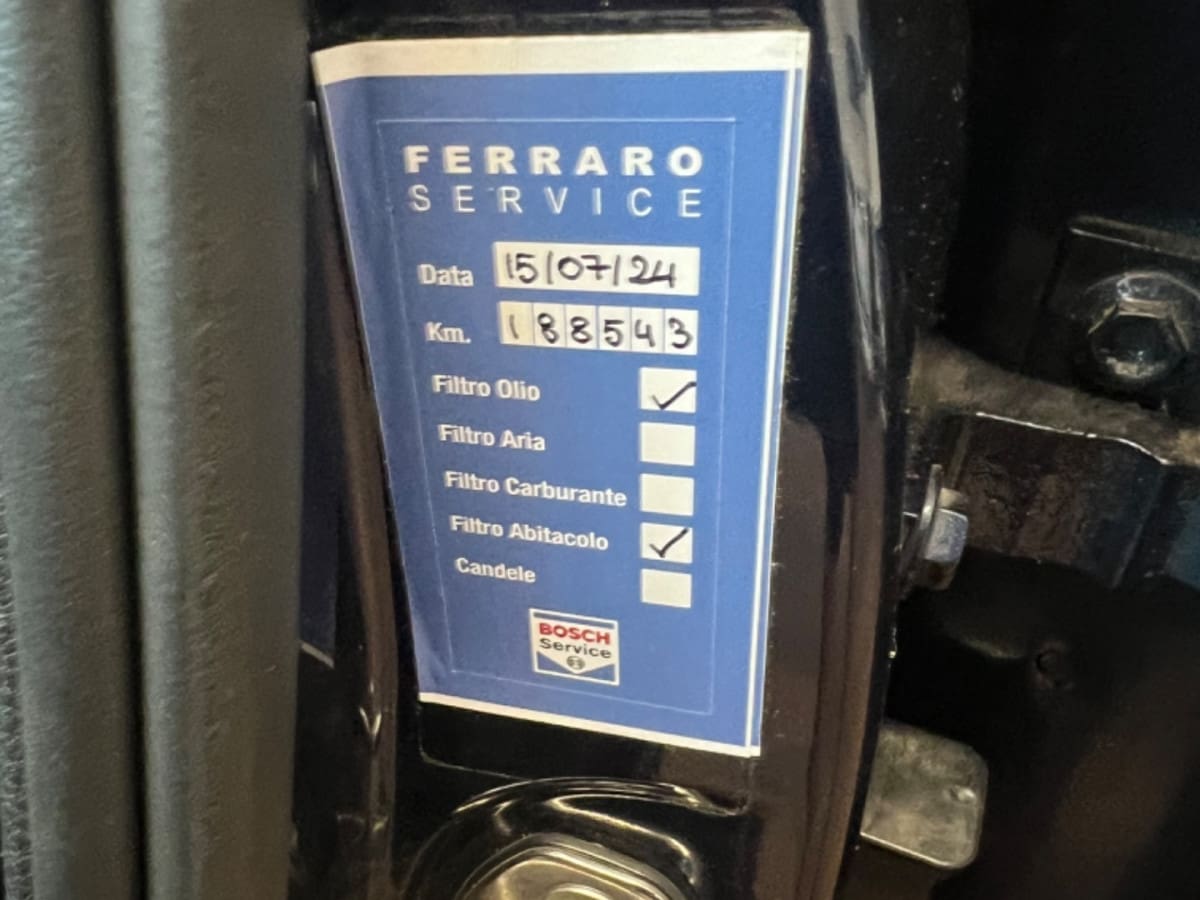 FERRARO
SERVICE
Data 15/07/24
Km. 188543
Filtro Olio ✓
Filtro Aria
Filtro Carburante
Filtro Abitacolo ✓
Candele
BOSCH
Service